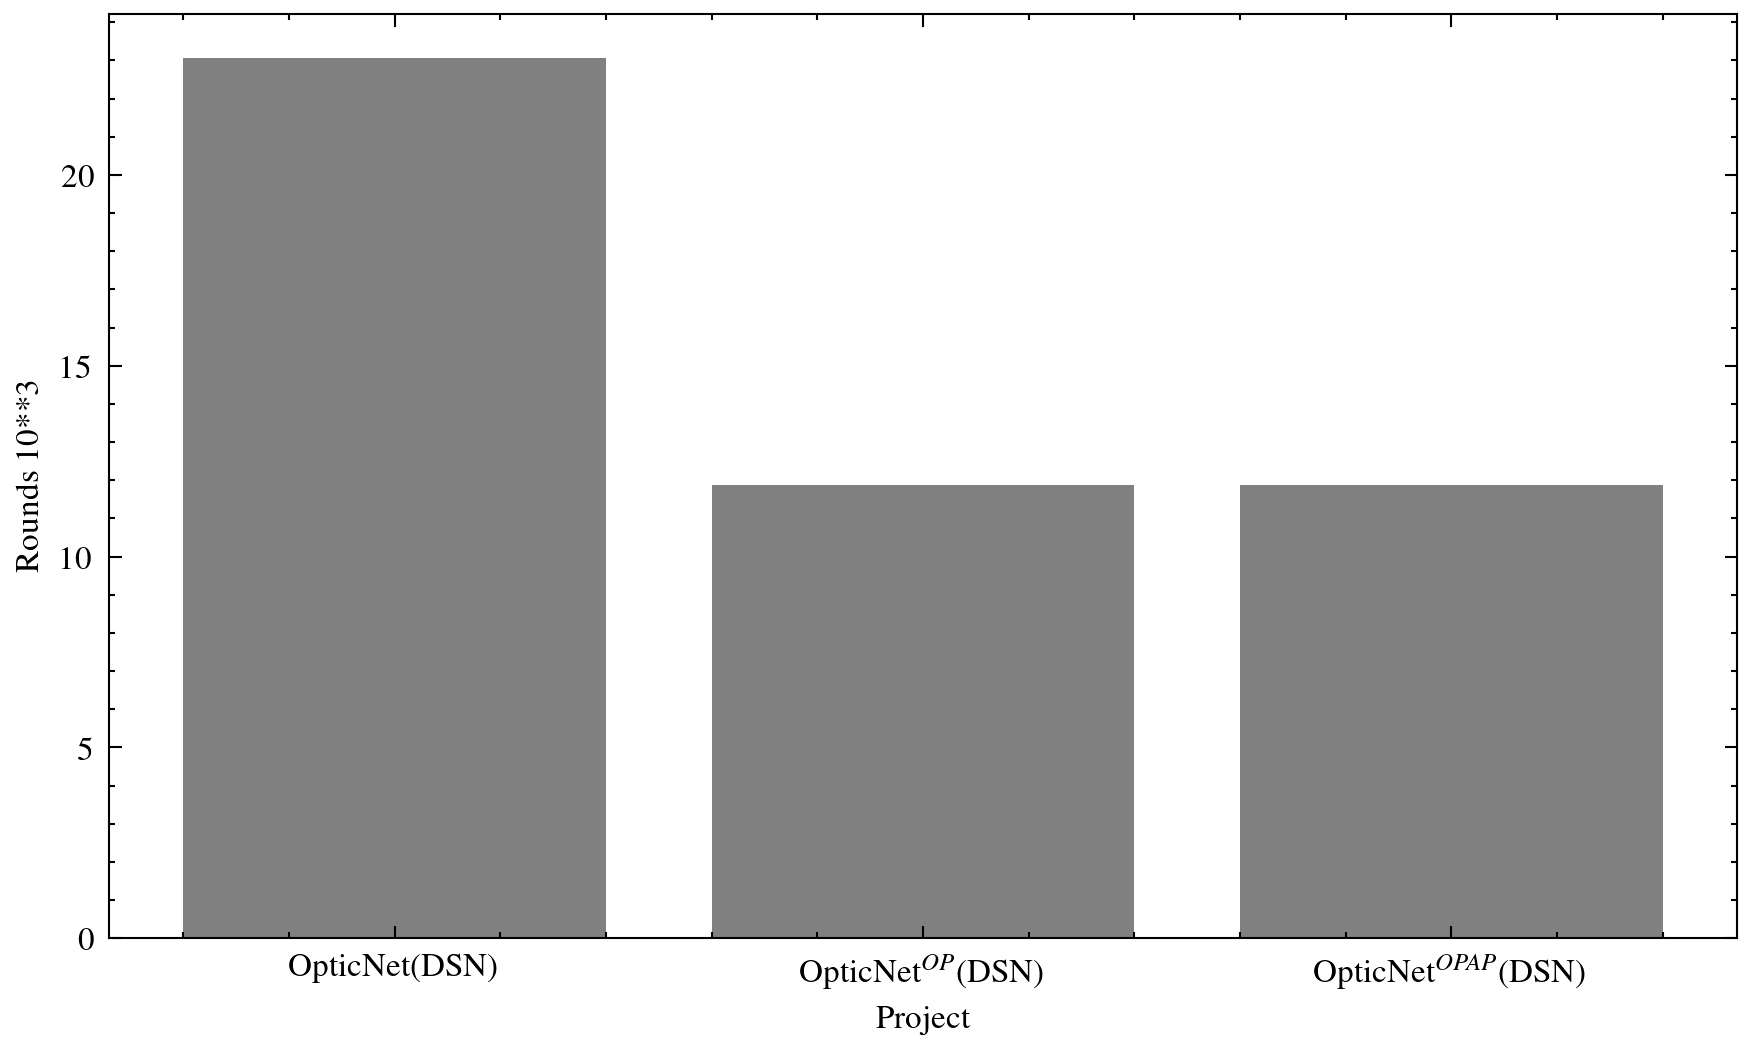 20
15
10
5
0
Rounds 10**3
OpticNet(DSN)
OpticNet^{OP}(DSN)
OpticNet^{OPAP}(DSN)
Project